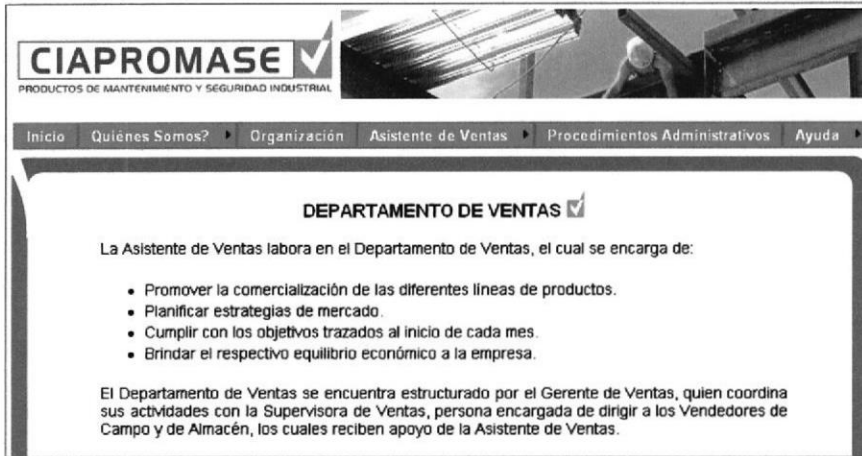 CIAPROMASE
PRODUCTOS DE MANTENIMIENTO Y SEGURIDAD INDUSTRIAL
Inicio Quiénes Somos? Organización Asistente de Ventas Procedimientos Administrativos Ayuda
DEPARTAMENTO DE VENTAS
La Asistente de Ventas labora en el Departamento de Ventas, el cual se encarga de:
• Promover la comercialización de las diferentes líneas de productos.
• Planificar estrategias de mercado.
• Cumplir con los objetivos trazados al inicio de cada mes.
• Brindar el respectivo equilibrio económico a la empresa.
El Departamento de Ventas se encuentra estructurado por el Gerente de Ventas, quien coordina
sus actividades con la Supervisora de Ventas, persona encargada de dirigir a los Vendedores de
Campo y de Almacén, los cuales reciben apoyo de la Asistente de Ventas.